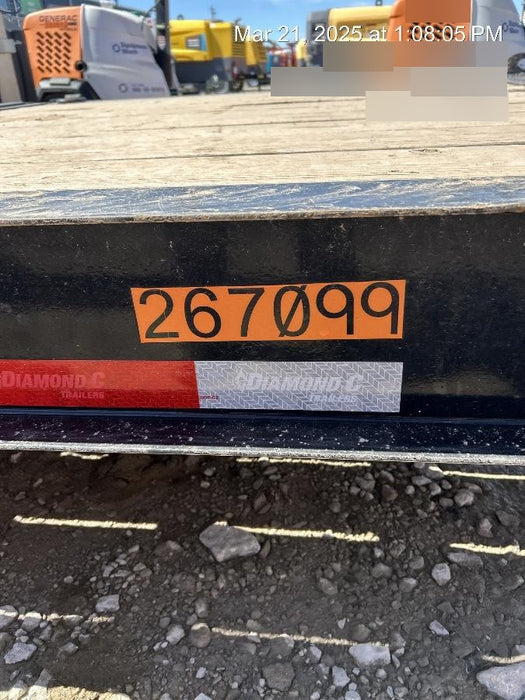 Mar 21, 2025 at 1:08:05 PM
GENERAC
267Ø99
DIAMOND C
TRAILERS
DIAMOND C
TRAILERS